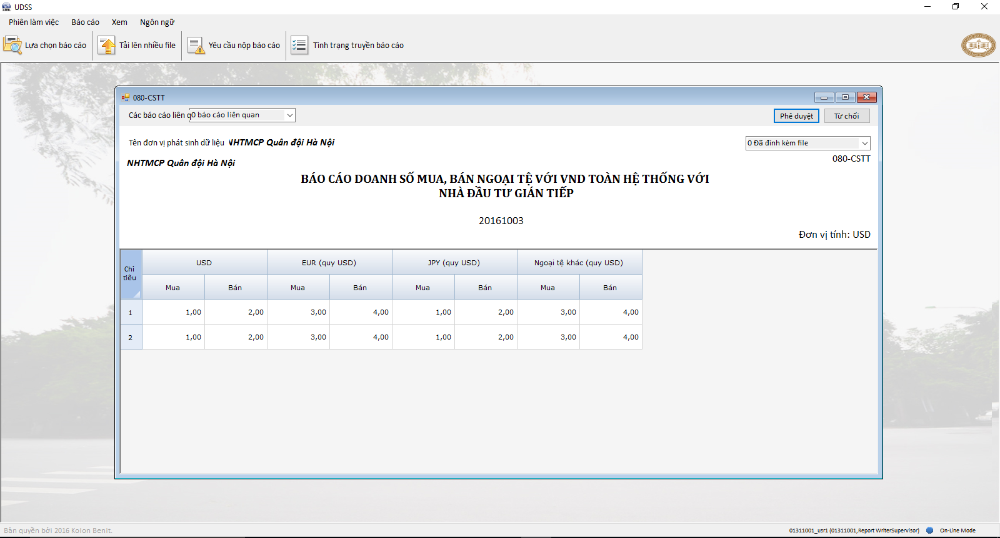 UDSS
Phiên làm việc Báo cáo Xem Ngôn ngữ
Lựa chọn báo cáo Tải lên nhiều file Yêu cầu nộp báo cáo Tình trạng truyền báo cáo
080-CSTT
Các báo cáo liên q 0 báo cáo liên quan Phê duyệt Từ chối
Tên đơn vị phát sinh dữ liệu NHTMCP Quân đội Hà Nội 0 Đã đính kèm file
080-CSTT
NHTMCP Quân đội Hà Nội
BÁO CÁO DOANH SỐ MUA, BÁN NGOẠI TỆ VỚI VND TOÀN HỆ THỐNG VỚI
NHÀ ĐẦU TƯ GIÁN TIẾP
20161003
Đơn vị tính: USD
Chỉ tiêu USD EUR (quy USD) JPY (quy USD) Ngoại tệ khác (quy USD)
Mua Bán Mua Bán Mua Bán Mua Bán
1 1,00 2,00 3,00 4,00 1,00 2,00 3,00 4,00
2 1,00 2,00 3,00 4,00 1,00 2,00 3,00 4,00
Bản quyền bởi 2016 Kolon Benit. 01311001_usr1 (01311001,Report WriterSupervisor) On-Line Mode